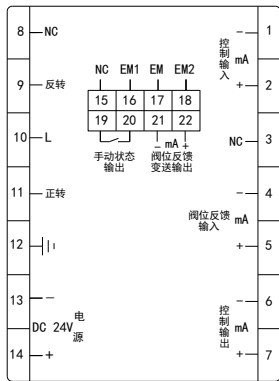 8 NC
9 反转
10 L
11 正转
12
13 −
DC 24V 电源
14 +
NC EM1 EM EM2
15 16 17 18
19 20 21 22
手动状态
输出
− mA +
阀位反馈
变送输出
− 1
控制输入 mA
+ 2
NC 3
− 4
阀位反馈
输入 mA
+ 5
− 6
控制输出 mA
+ 7